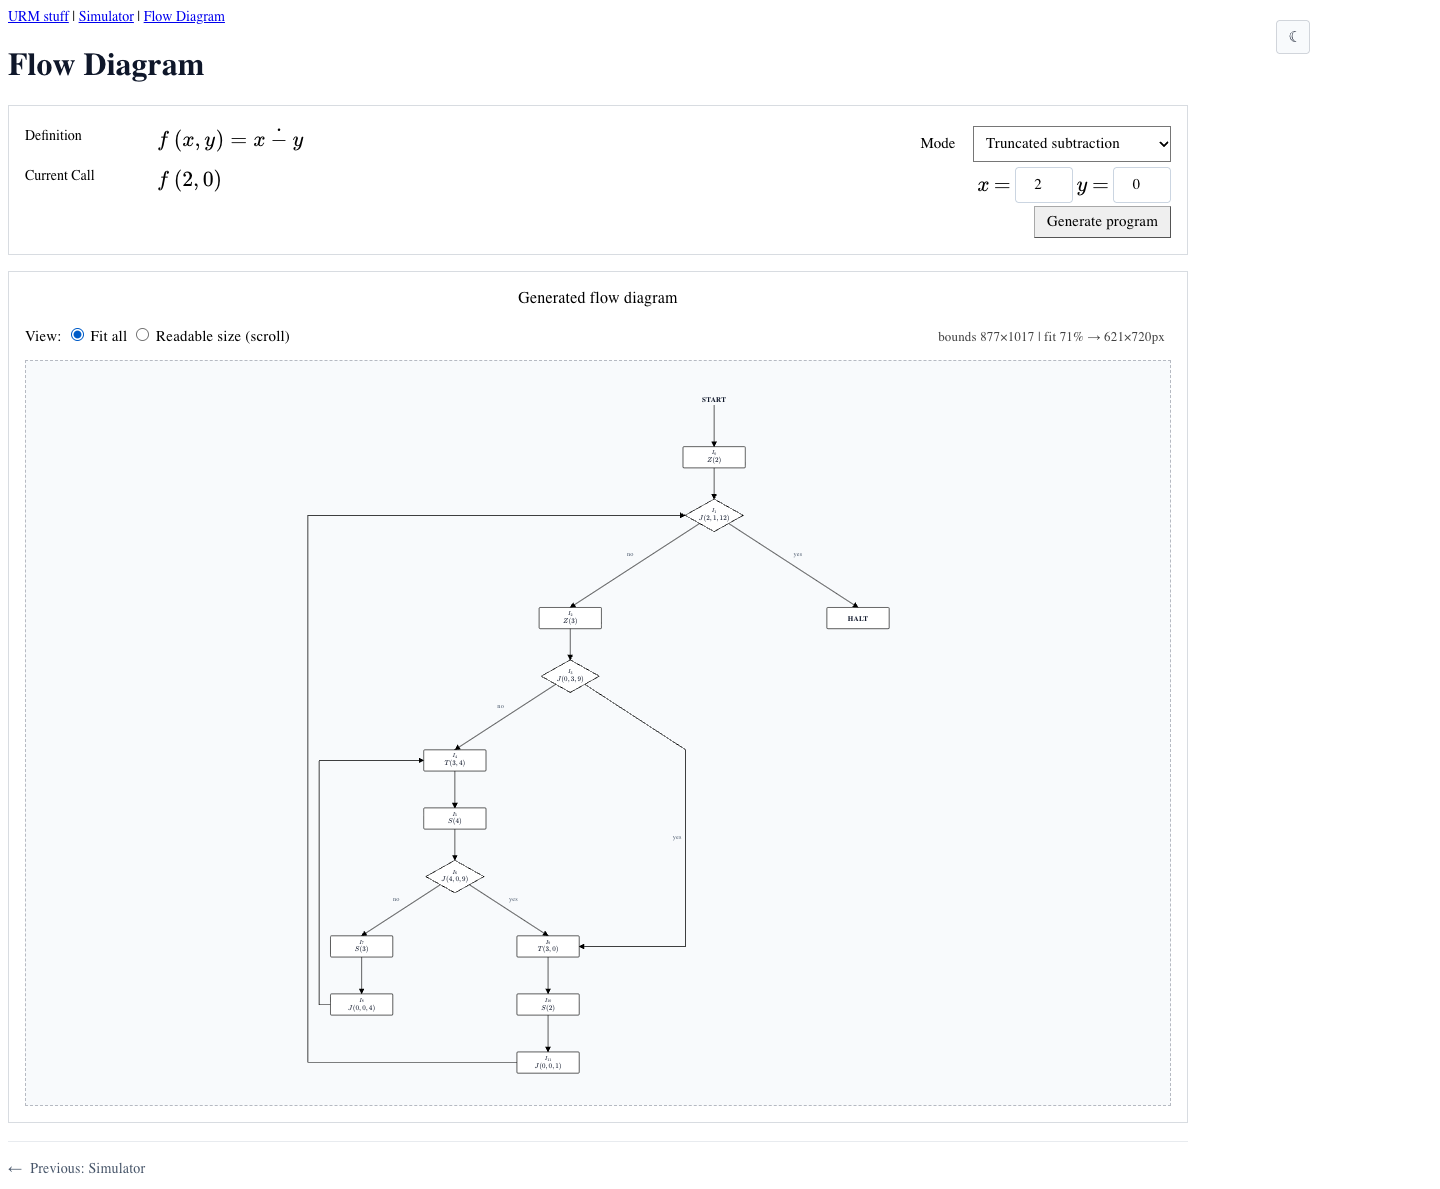 URM stuff | Simulator | Flow Diagram
☾
Flow Diagram
Definition f (x, y) = x ∸ y
Mode Truncated subtraction
Current Call f (2, 0)
x = 2 y = 0
Generate program
Generated flow diagram
View: Fit all Readable size (scroll)
bounds 877×1017 | fit 71% → 621×720px
START
Z(2)
I₁
J(2, 1, 12)
no
yes
Z(3)
HALT
J(0, 3, 9)
no
T(3, 4)
S(4)
yes
J(4, 0, 9)
no
yes
S(3)
T(3, 0)
J(0, 0, 4)
S(2)
J(0, 0, 1)
← Previous: Simulator